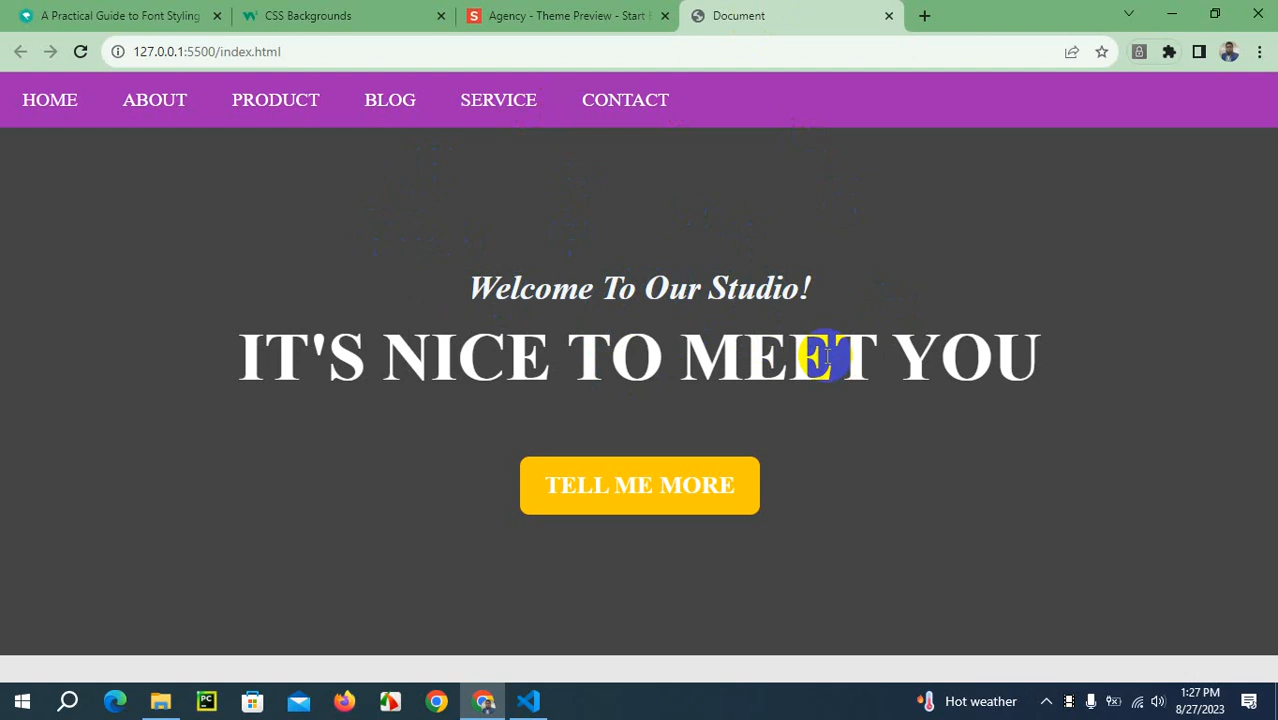 A Practical Guide to Font Styling
CSS Backgrounds
Agency - Theme Preview - Start
Document
127.0.0.1:5500/index.html
HOME ABOUT PRODUCT BLOG SERVICE CONTACT
Welcome To Our Studio!
IT'S NICE TO MEET YOU
TELL ME MORE
PC
Hot weather
1:27 PM
8/27/2023